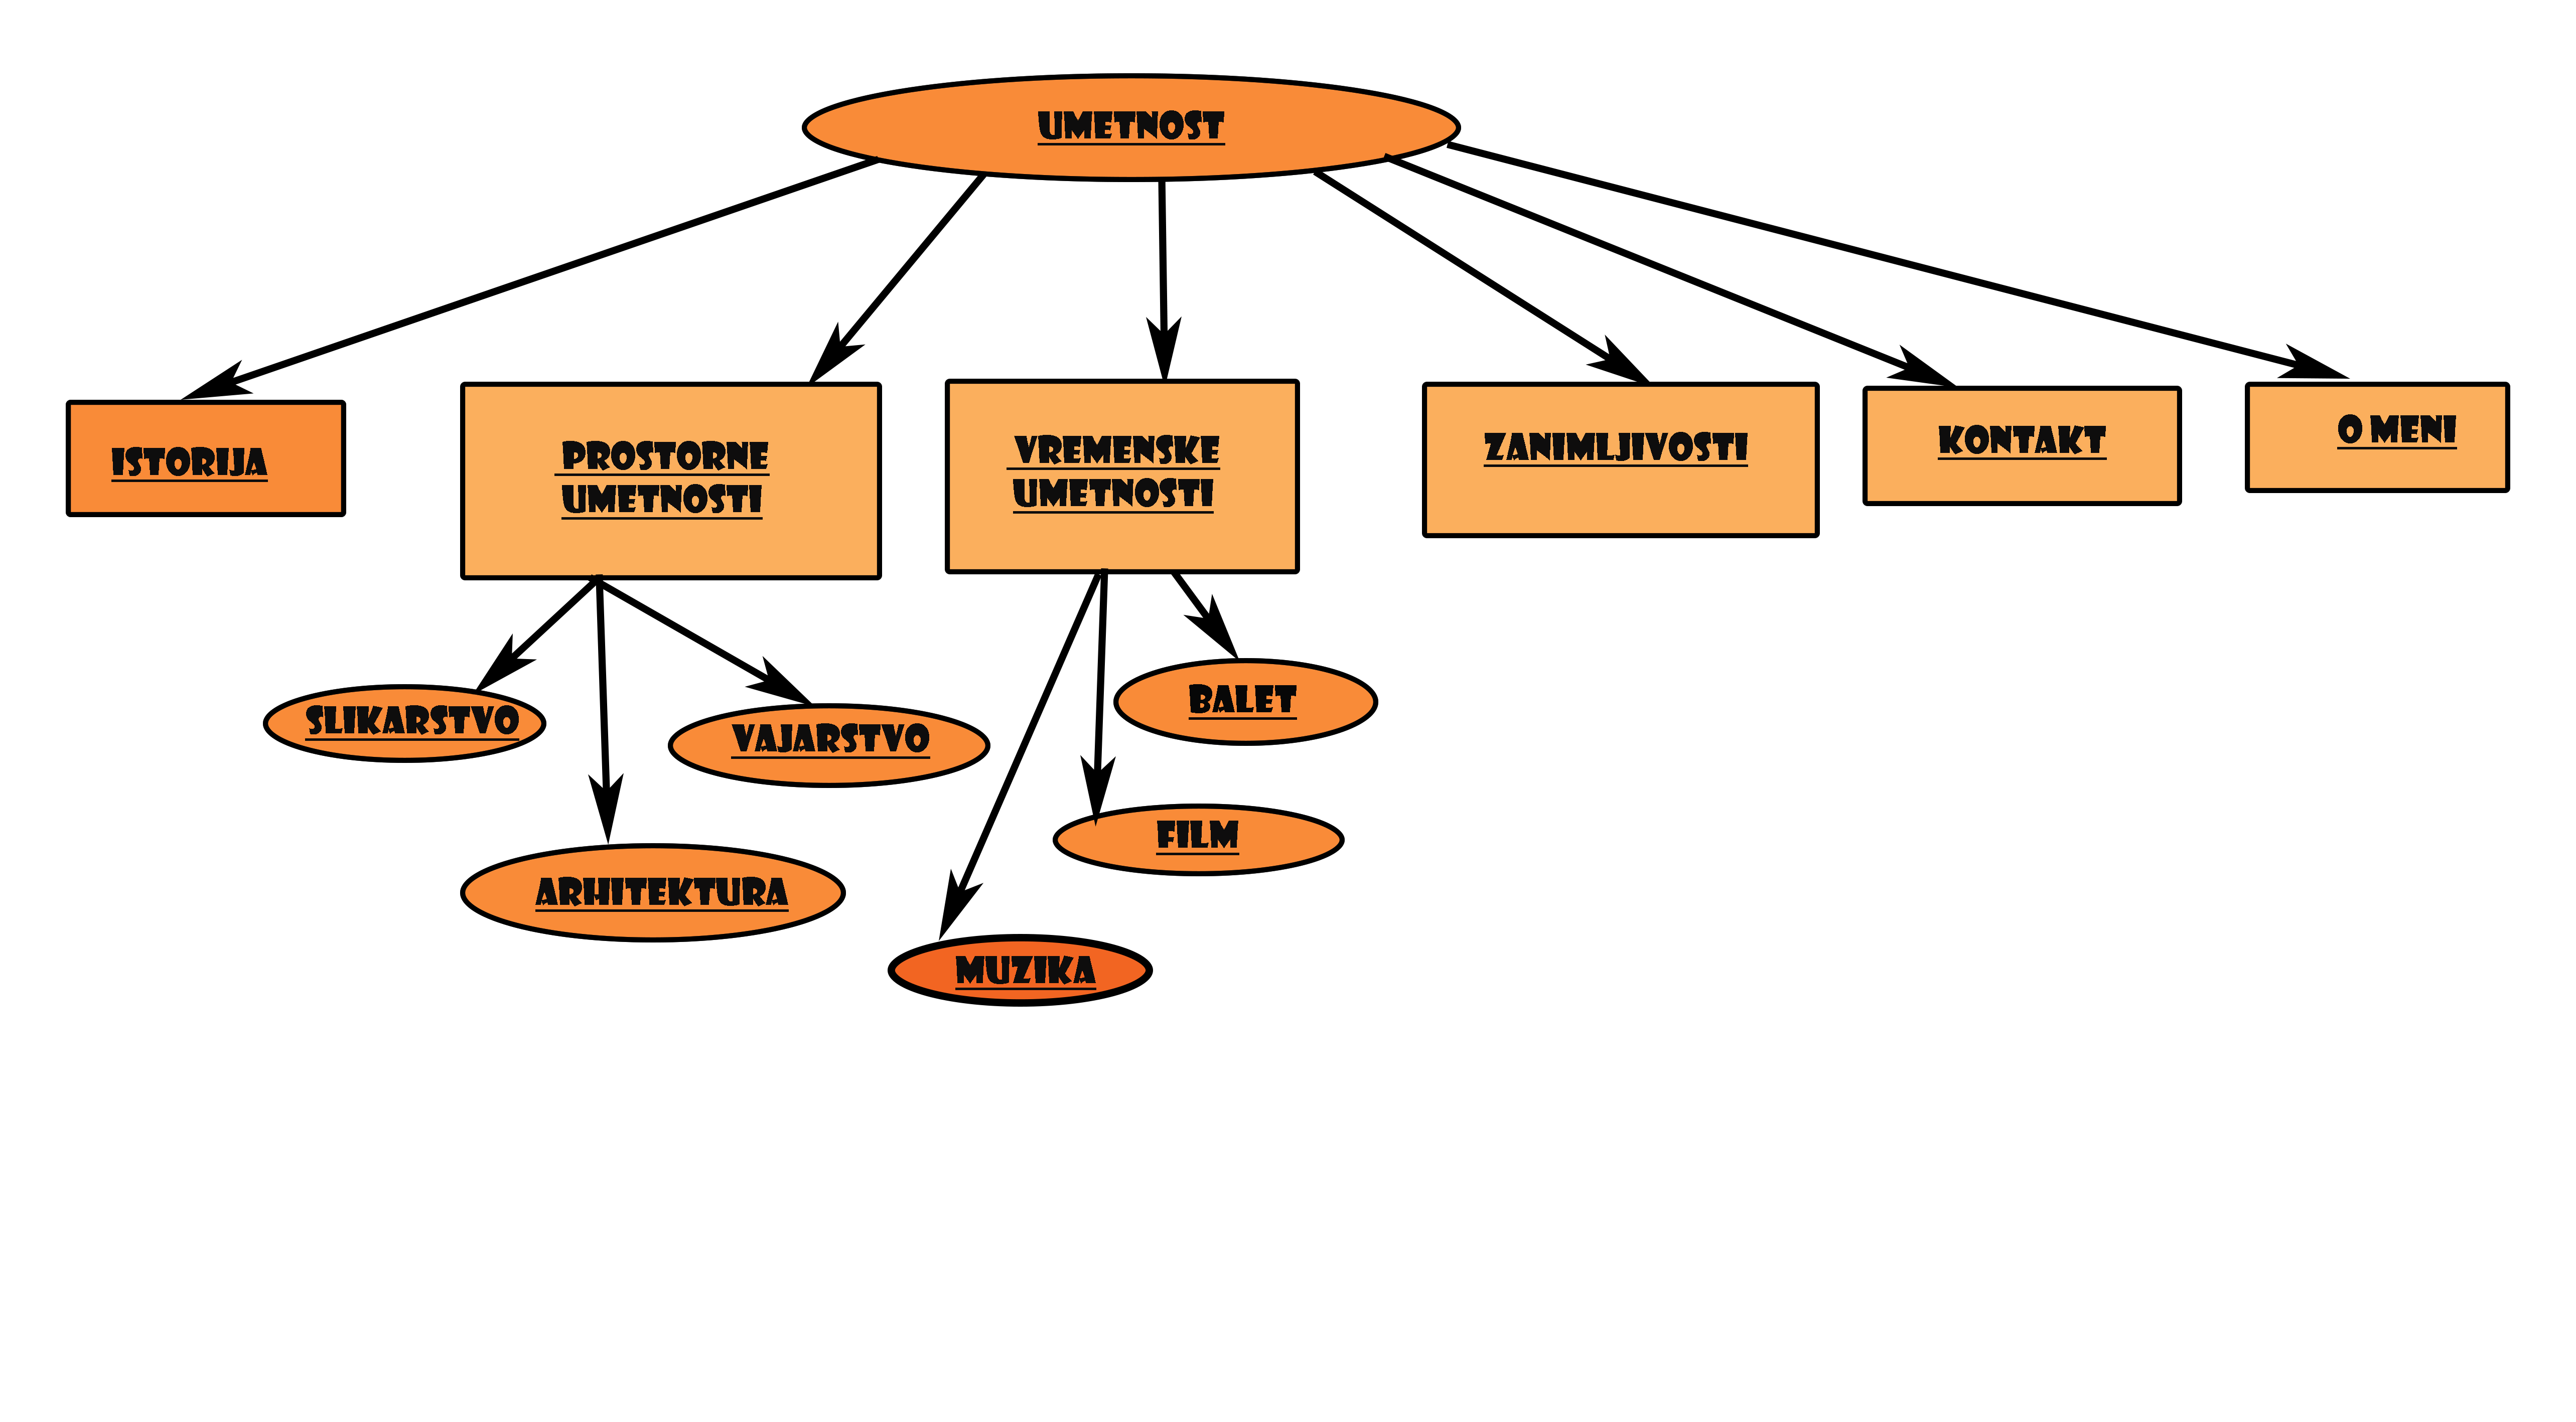 UMETNOST
ISTORIJA
PROSTORNE
UMETNOSTI
VREMENSKE
UMETNOSTI
ZANIMLJIVOSTI
KONTAKT
O MENI
SLIKARSTVO
VAJARSTVO
ARHITEKTURA
BALET
FILM
MUZIKA